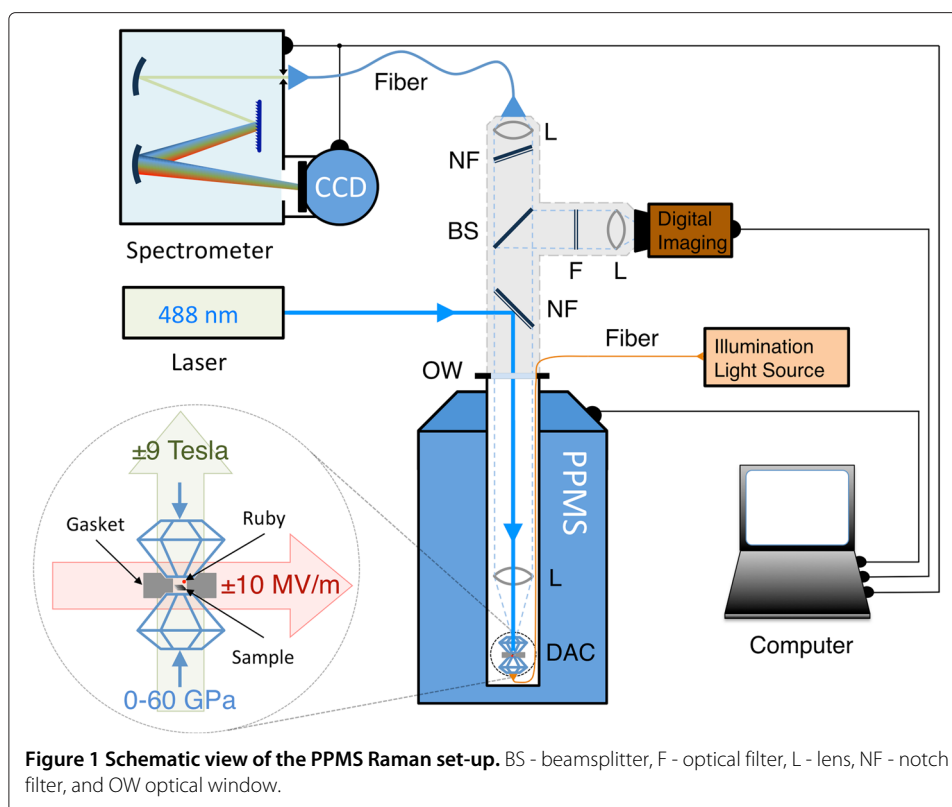 Fiber
L
NF
CCD
BS
Digital
Imaging
F
L
Spectrometer
NF
488 nm
Laser
Fiber
Illumination
Light Source
OW
PPMS
±9 Tesla
Gasket
Ruby
±10 MV/m
Sample
0-60 GPa
L
DAC
Computer
Figure 1 Schematic view of the PPMS Raman set-up. BS - beamsplitter, F - optical filter, L - lens, NF - notch
filter, and OW optical window.